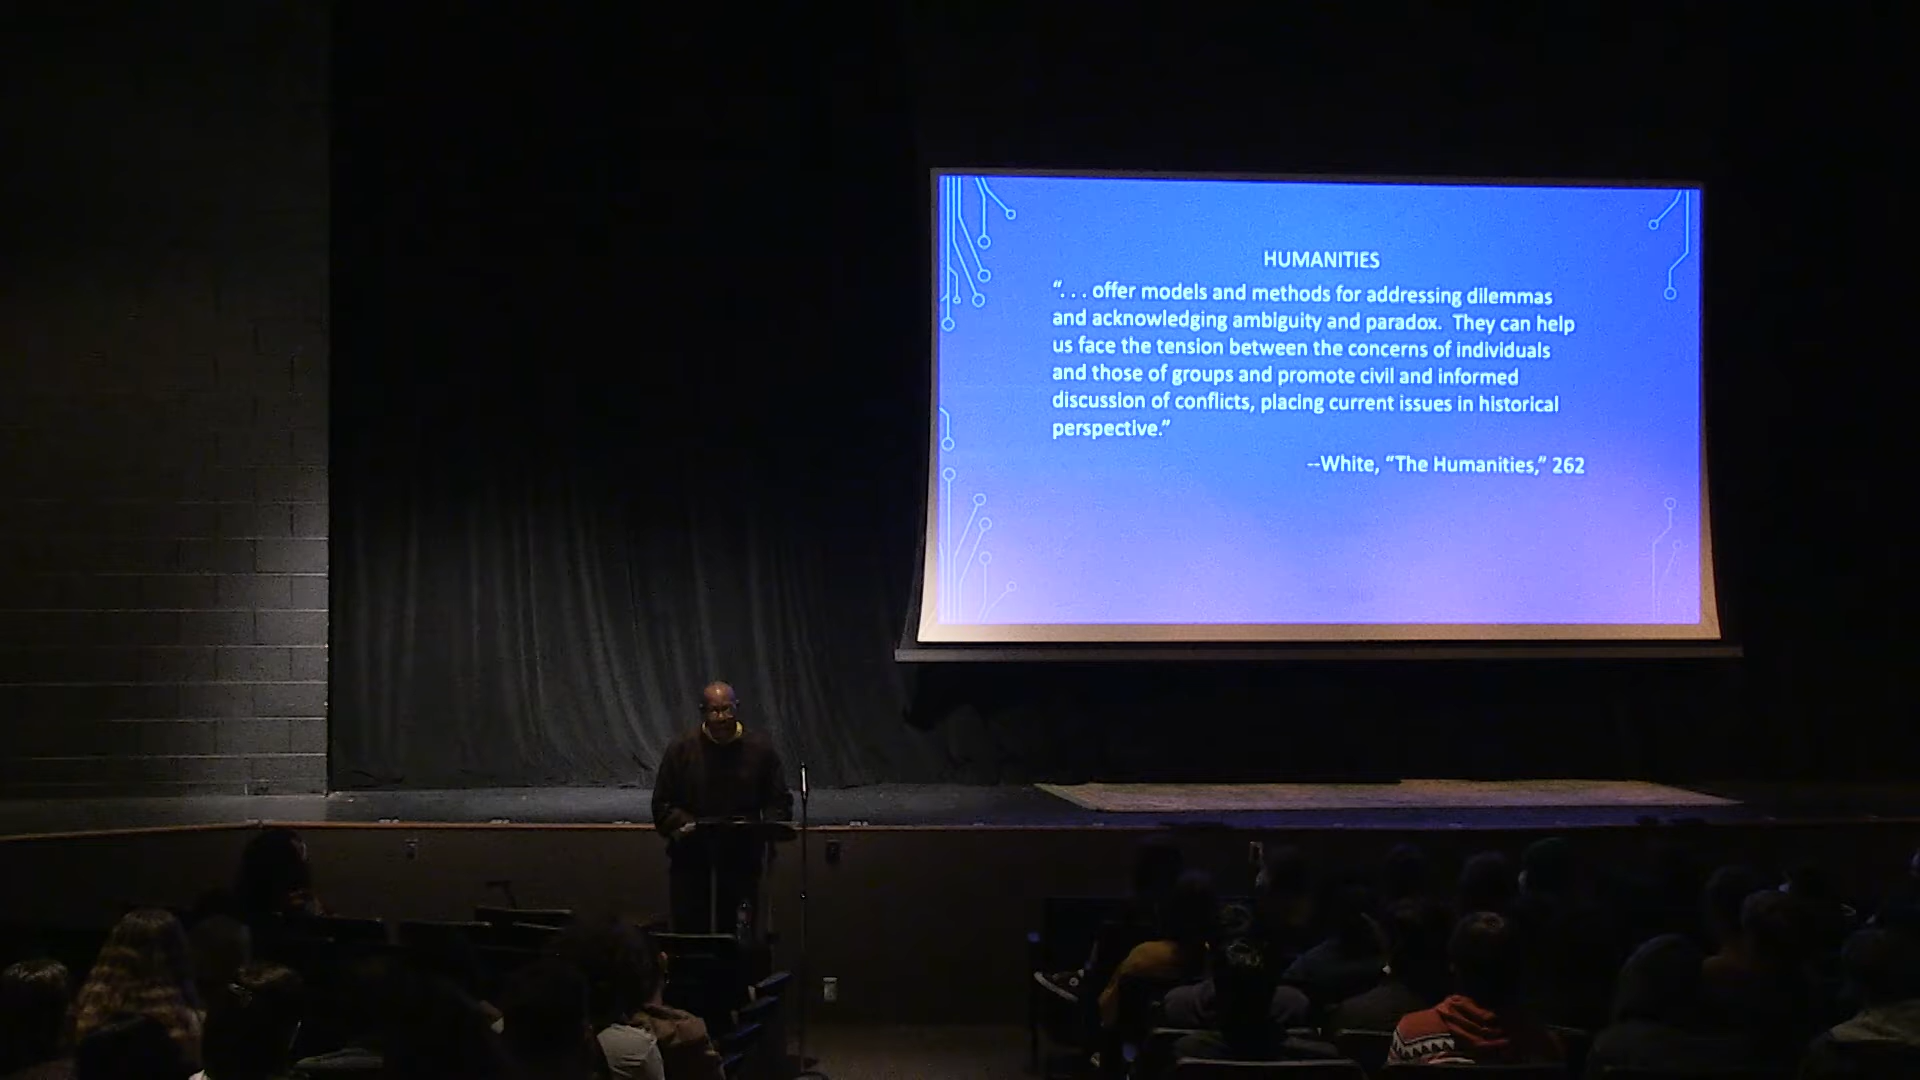 HUMANITIES
“. . . offer models and methods for addressing dilemmas
and acknowledging ambiguity and paradox.  They can help
us face the tension between the concerns of individuals
and those of groups and promote civil and informed
discussion of conflicts, placing current issues in historical
perspective.”
--White, “The Humanities,” 262